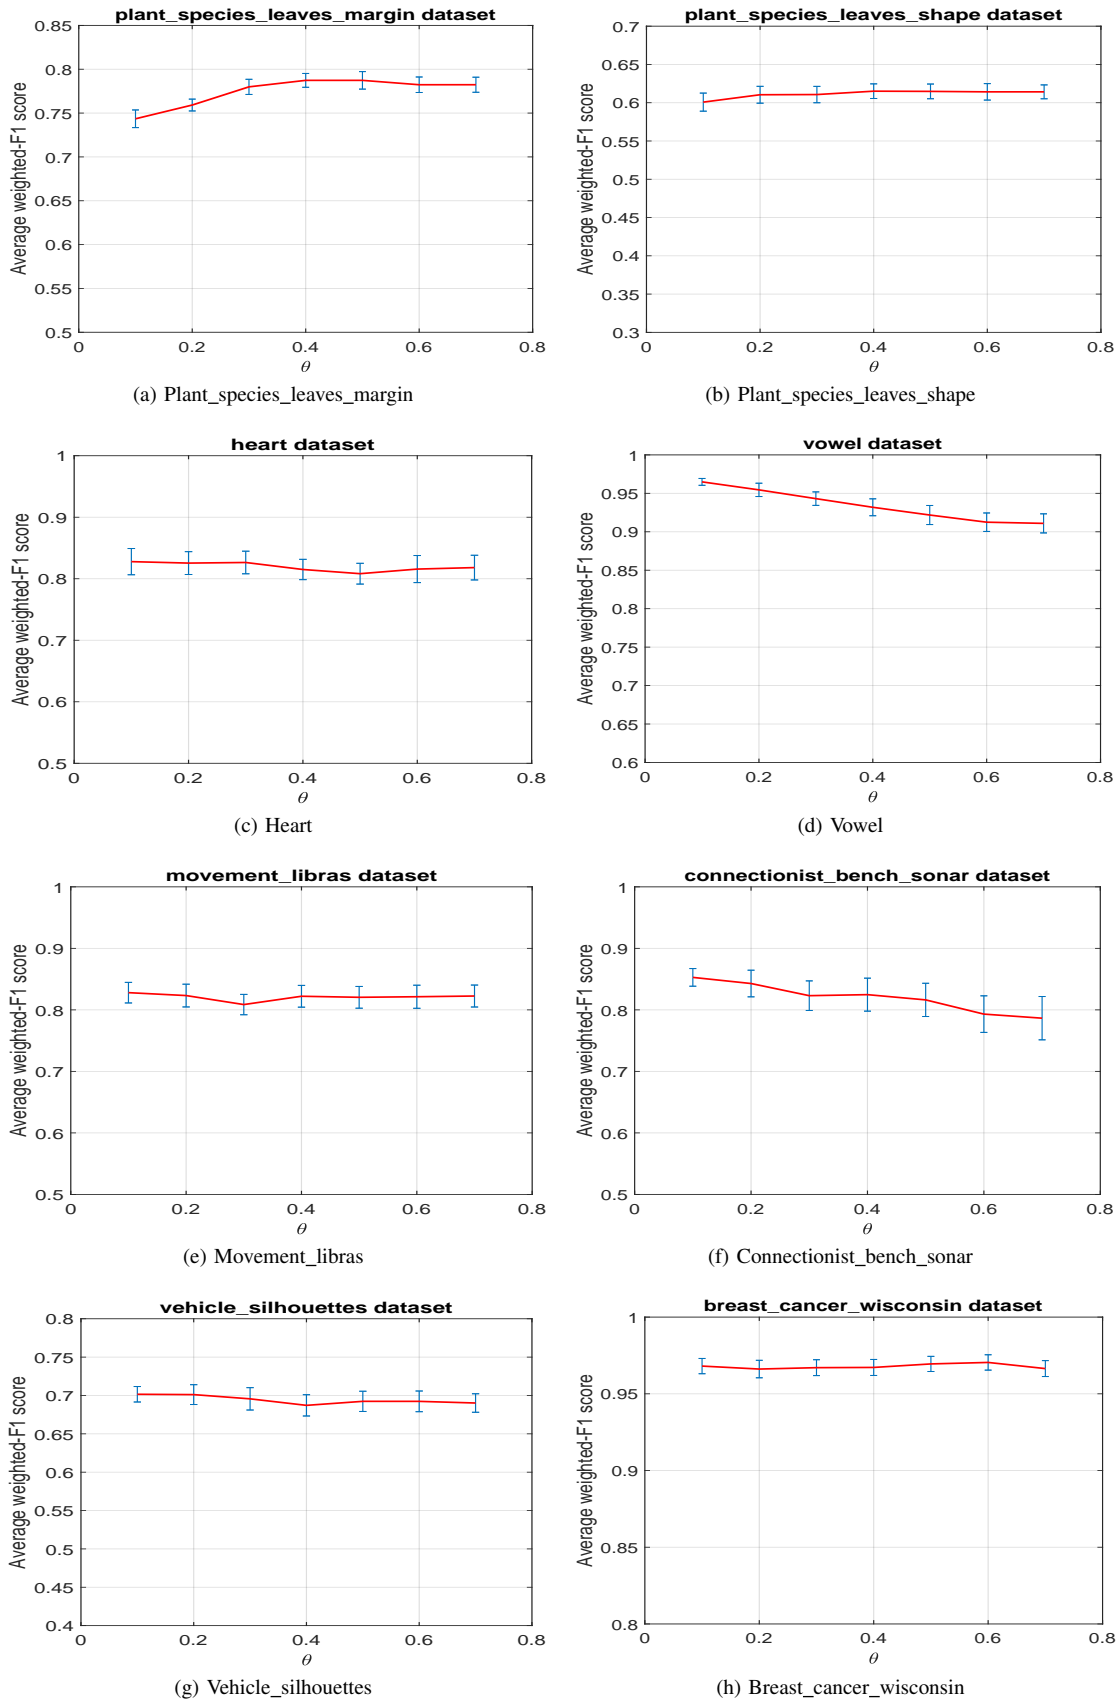 plant_species_leaves_margin dataset
Average weighted-F1 score
0.85
0.8
0.75
0.7
0.65
0.6
0.55
0.5
0 0.2 0.4 0.6 0.8
θ
(a) Plant_species_leaves_margin
plant_species_leaves_shape dataset
Average weighted-F1 score
0.7
0.65
0.6
0.55
0.5
0.45
0.4
0.35
0.3
0 0.2 0.4 0.6 0.8
θ
(b) Plant_species_leaves_shape
heart dataset
Average weighted-F1 score
1
0.9
0.8
0.7
0.6
0.5
0 0.2 0.4 0.6 0.8
θ
(c) Heart
vowel dataset
Average weighted-F1 score
1
0.95
0.9
0.85
0.8
0.75
0.7
0.65
0.6
0 0.2 0.4 0.6 0.8
θ
(d) Vowel
movement_libras dataset
Average weighted-F1 score
1
0.9
0.8
0.7
0.6
0.5
0 0.2 0.4 0.6 0.8
θ
(e) Movement_libras
connectionist_bench_sonar dataset
Average weighted-F1 score
1
0.9
0.8
0.7
0.6
0.5
0 0.2 0.4 0.6 0.8
θ
(f) Connectionist_bench_sonar
vehicle_silhouettes dataset
Average weighted-F1 score
0.8
0.75
0.7
0.65
0.6
0.55
0.5
0.45
0.4
0 0.2 0.4 0.6 0.8
θ
(g) Vehicle_silhouettes
breast_cancer_wisconsin dataset
Average weighted-F1 score
1
0.95
0.9
0.85
0.8
0 0.2 0.4 0.6 0.8
θ
(h) Breast_cancer_wisconsin